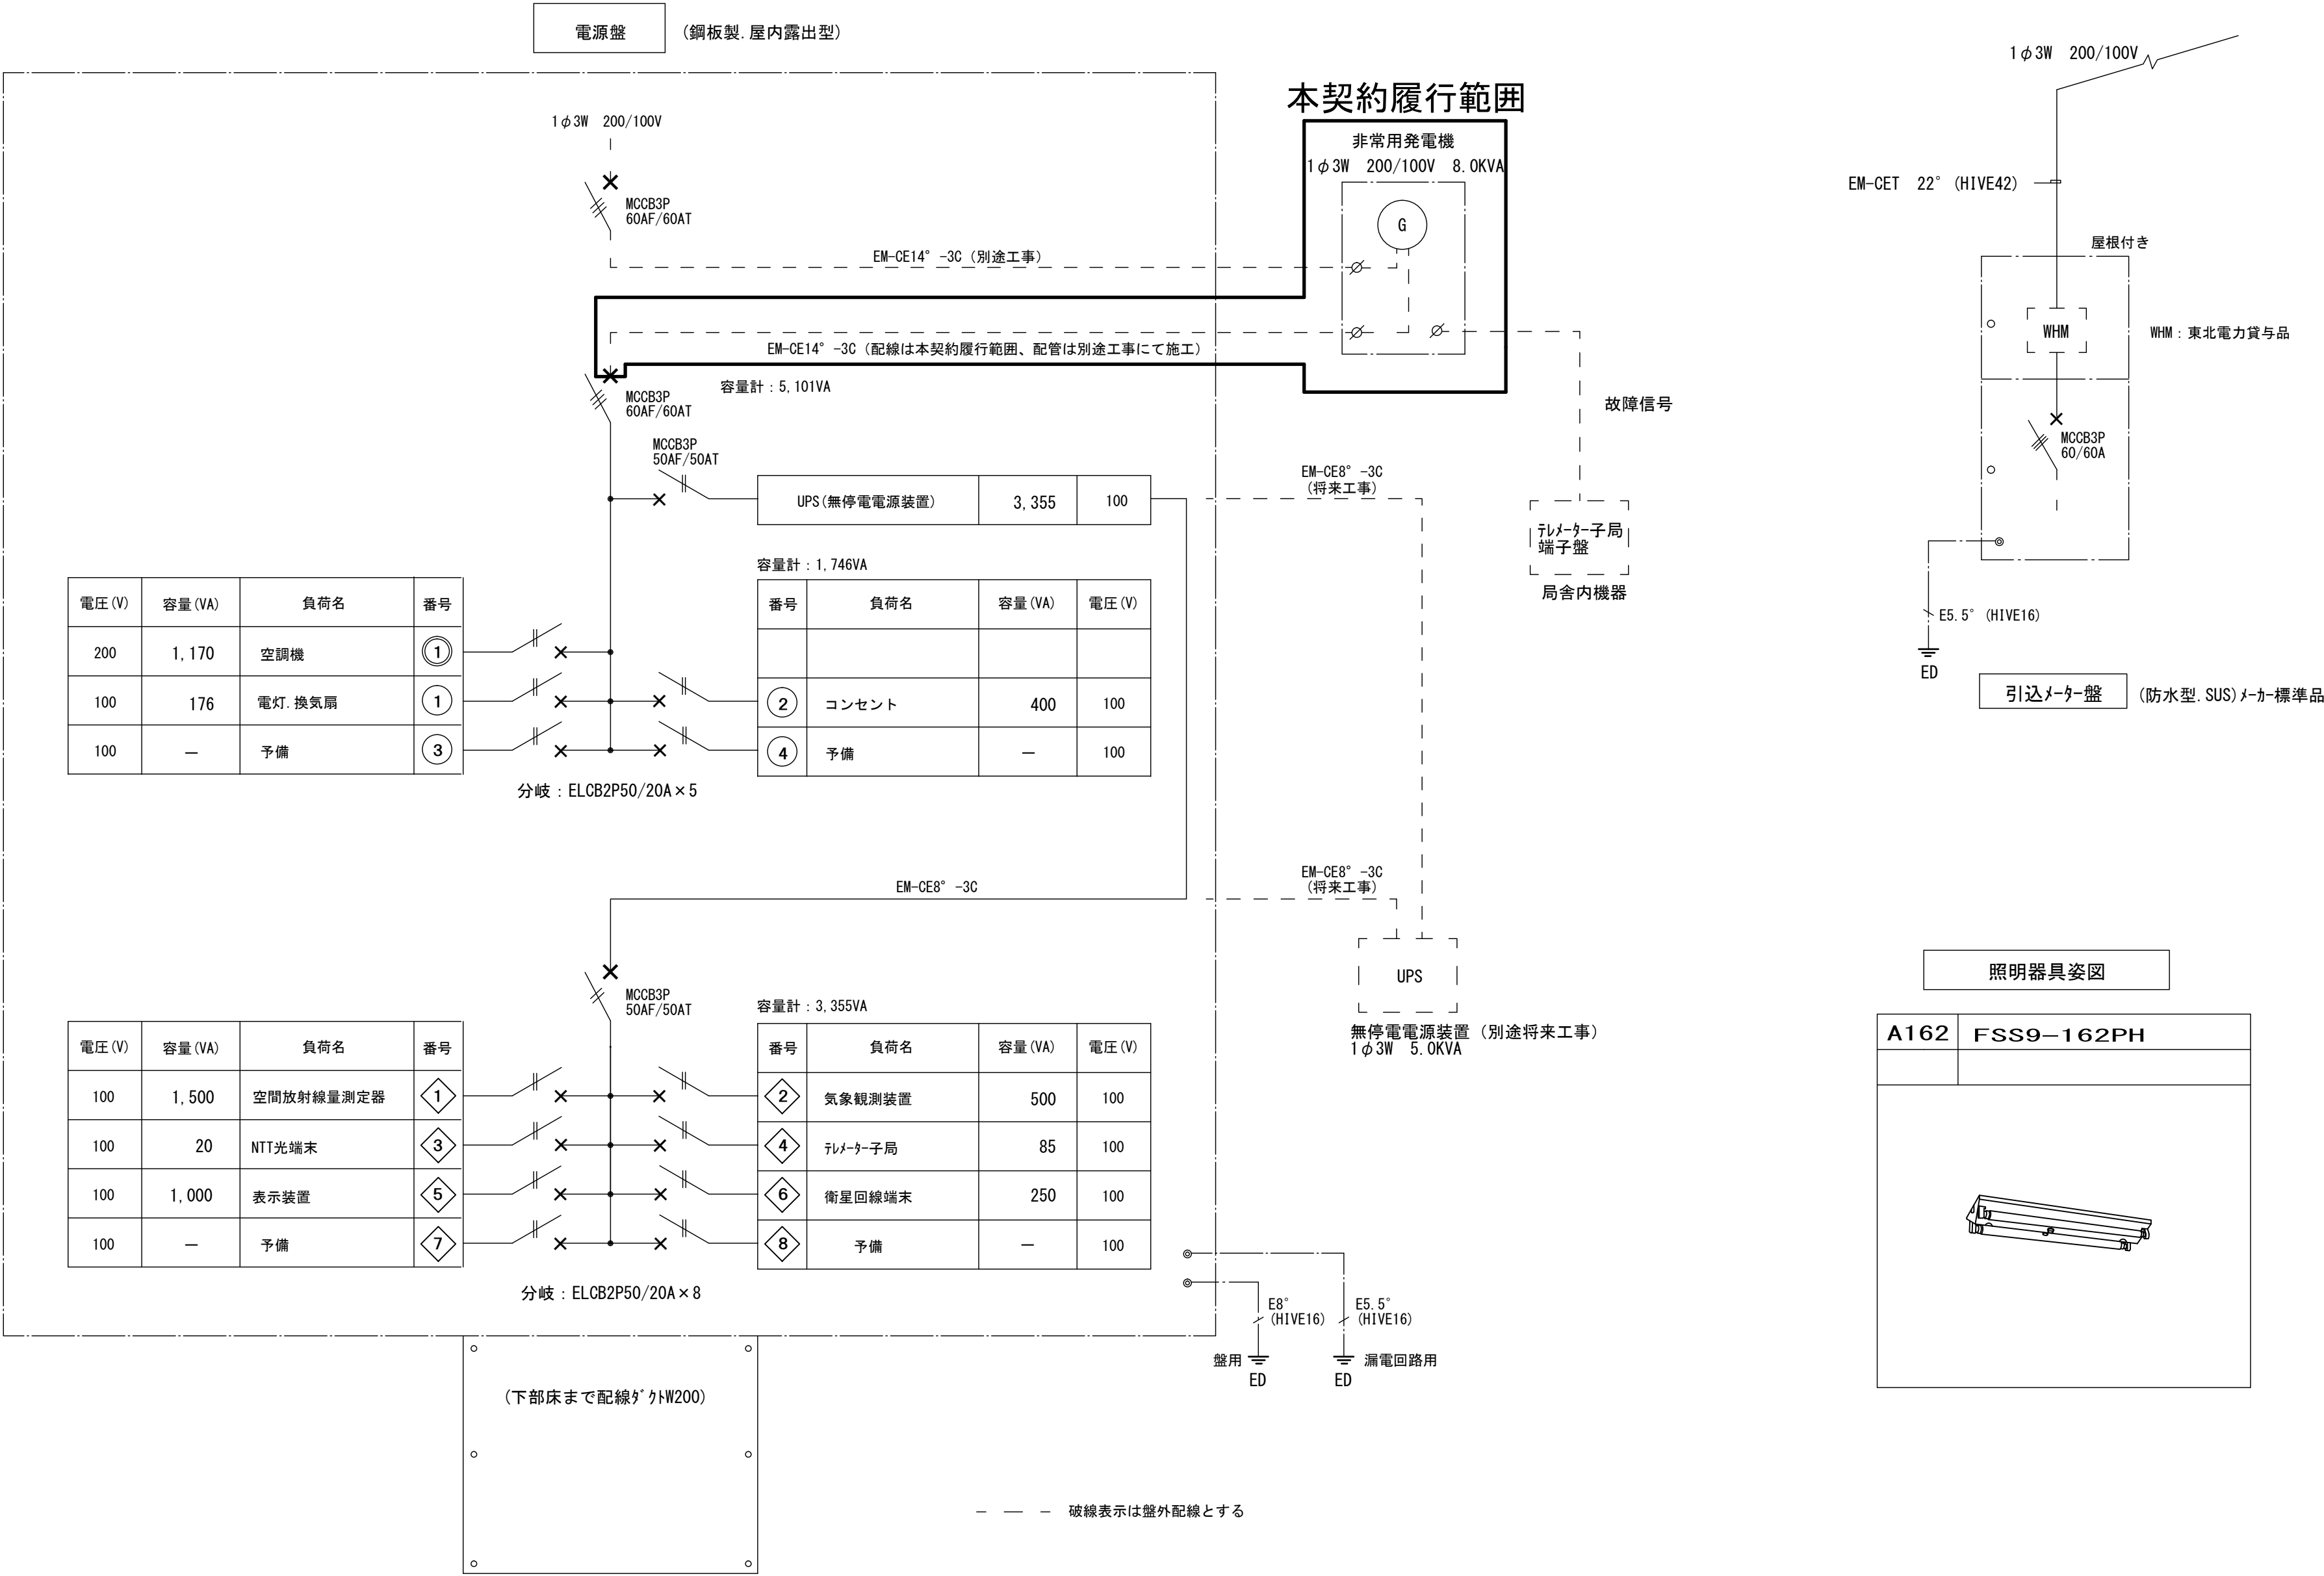 電源盤 (鋼板製.屋内露出型)
1φ3W 200/100V
MCCB3P
60AF/60AT
EM-CE14°-3C (別途工事)
本契約履行範囲
非常用発電機
1φ3W 200/100V 8.0KVA
G
EM-CE14°-3C (配線は本契約履行範囲、配管は別途工事にて施工)
容量計：5,101VA
MCCB3P
60AF/60AT
MCCB3P
50AF/50AT
UPS(無停電電源装置) 3,355 100
EM-CE8°-3C
(将来工事)
故障信号
ﾃﾚﾒｰﾀｰ子局
端子盤
局舎内機器
電圧(V) 容量(VA) 負荷名 番号
200 1,170 空調機 1
100 176 電灯.換気扇 1
100 — 予備 3
容量計：1,746VA
番号 負荷名 容量(VA) 電圧(V)
2 コンセント 400 100
4 予備 — 100
分岐：ELCB2P50/20A×5
EM-CE8°-3C
EM-CE8°-3C
(将来工事)
UPS
無停電電源装置 (別途将来工事)
1φ3W 5.0KVA
MCCB3P
50AF/50AT
電圧(V) 容量(VA) 負荷名 番号
100 1,500 空間放射線量測定器 1
100 20 NTT光端末 3
100 1,000 表示装置 5
100 — 予備 7
容量計：3,355VA
番号 負荷名 容量(VA) 電圧(V)
2 気象観測装置 500 100
4 ﾃﾚﾒｰﾀｰ子局 85 100
6 衛星回線端末 250 100
8 予備 — 100
分岐：ELCB2P50/20A×8
E8°
(HIVE16)
盤用
ED
E5.5°
(HIVE16)
漏電回路用
ED
(下部床まで配線ﾀﾞｸﾄW200)
破線表示は盤外配線とする
1φ3W 200/100V
EM-CET 22°(HIVE42)
屋根付き
WHM
WHM：東北電力貸与品
MCCB3P
60/60A
E5.5°(HIVE16)
ED
引込ﾒｰﾀｰ盤 (防水型.SUS)ﾒｰｶｰ標準品
照明器具姿図
A162 FSS9-162PH